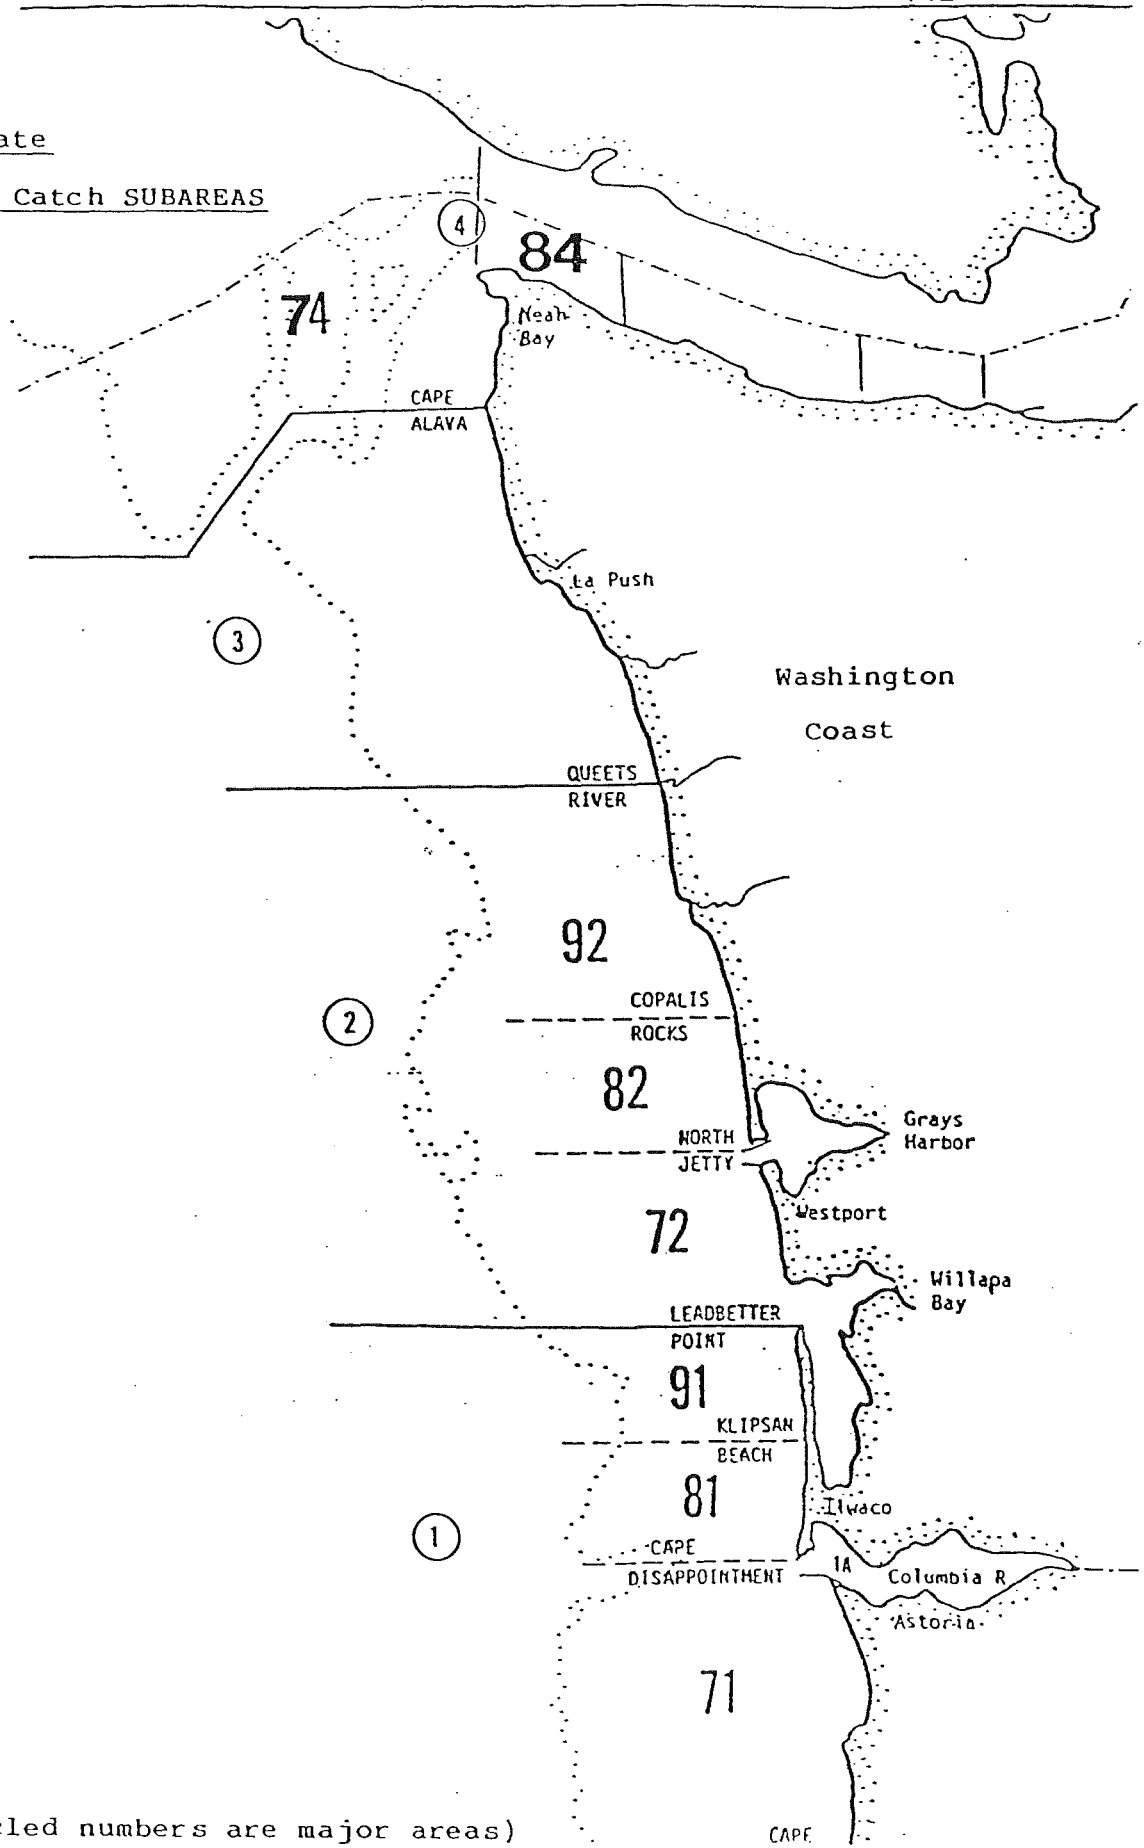 ate
Catch SUBAREAS
4
84
74
Neah
Bay
CAPE
ALAVA
La Push
3
Washington
Coast
QUEETS
RIVER
92
COPALIS
ROCKS
2
82
Grays
Harbor
NORTH
JETTY
Westport
72
Willapa
Bay
LEADBETTER
POINT
91
KLIPSAN
BEACH
81
Ilwaco
1
CAPE
DISAPPOINTMENT
1A
Columbia R
Astoria
71
cled numbers are major areas)
CAPE